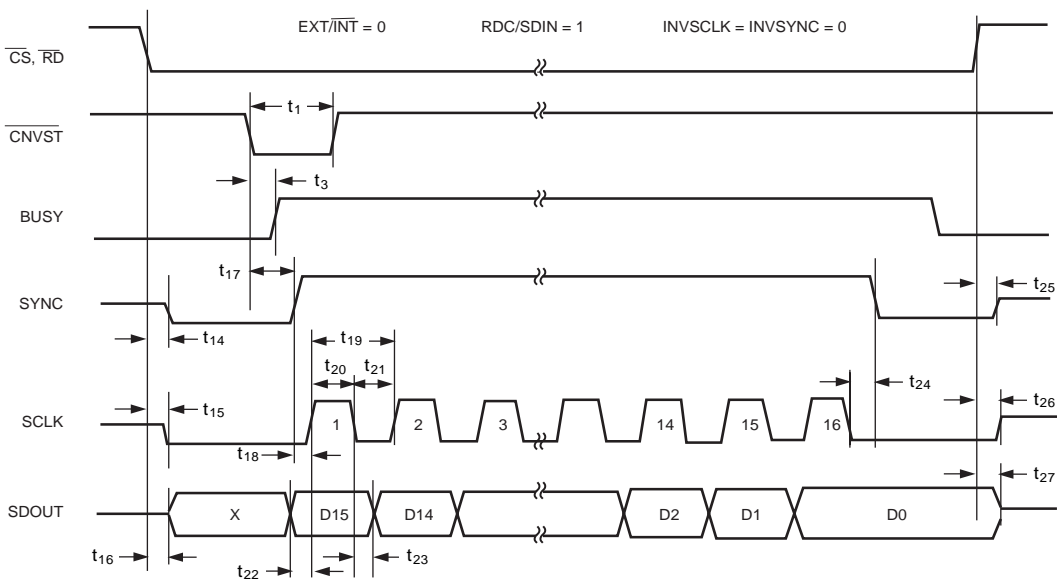 EXT/INT = 0 RDC/SDIN = 1 INVSCLK = INVSYNC = 0
CS, RD
t1
CNVST
t3
BUSY
t17
SYNC
t25
t14
t19
t20 t21
t24
t15
t26
SCLK
1 2 3 14 15 16
t18
t27
SDOUT
X D15 D14 D2 D1 D0
t16
t22
t23